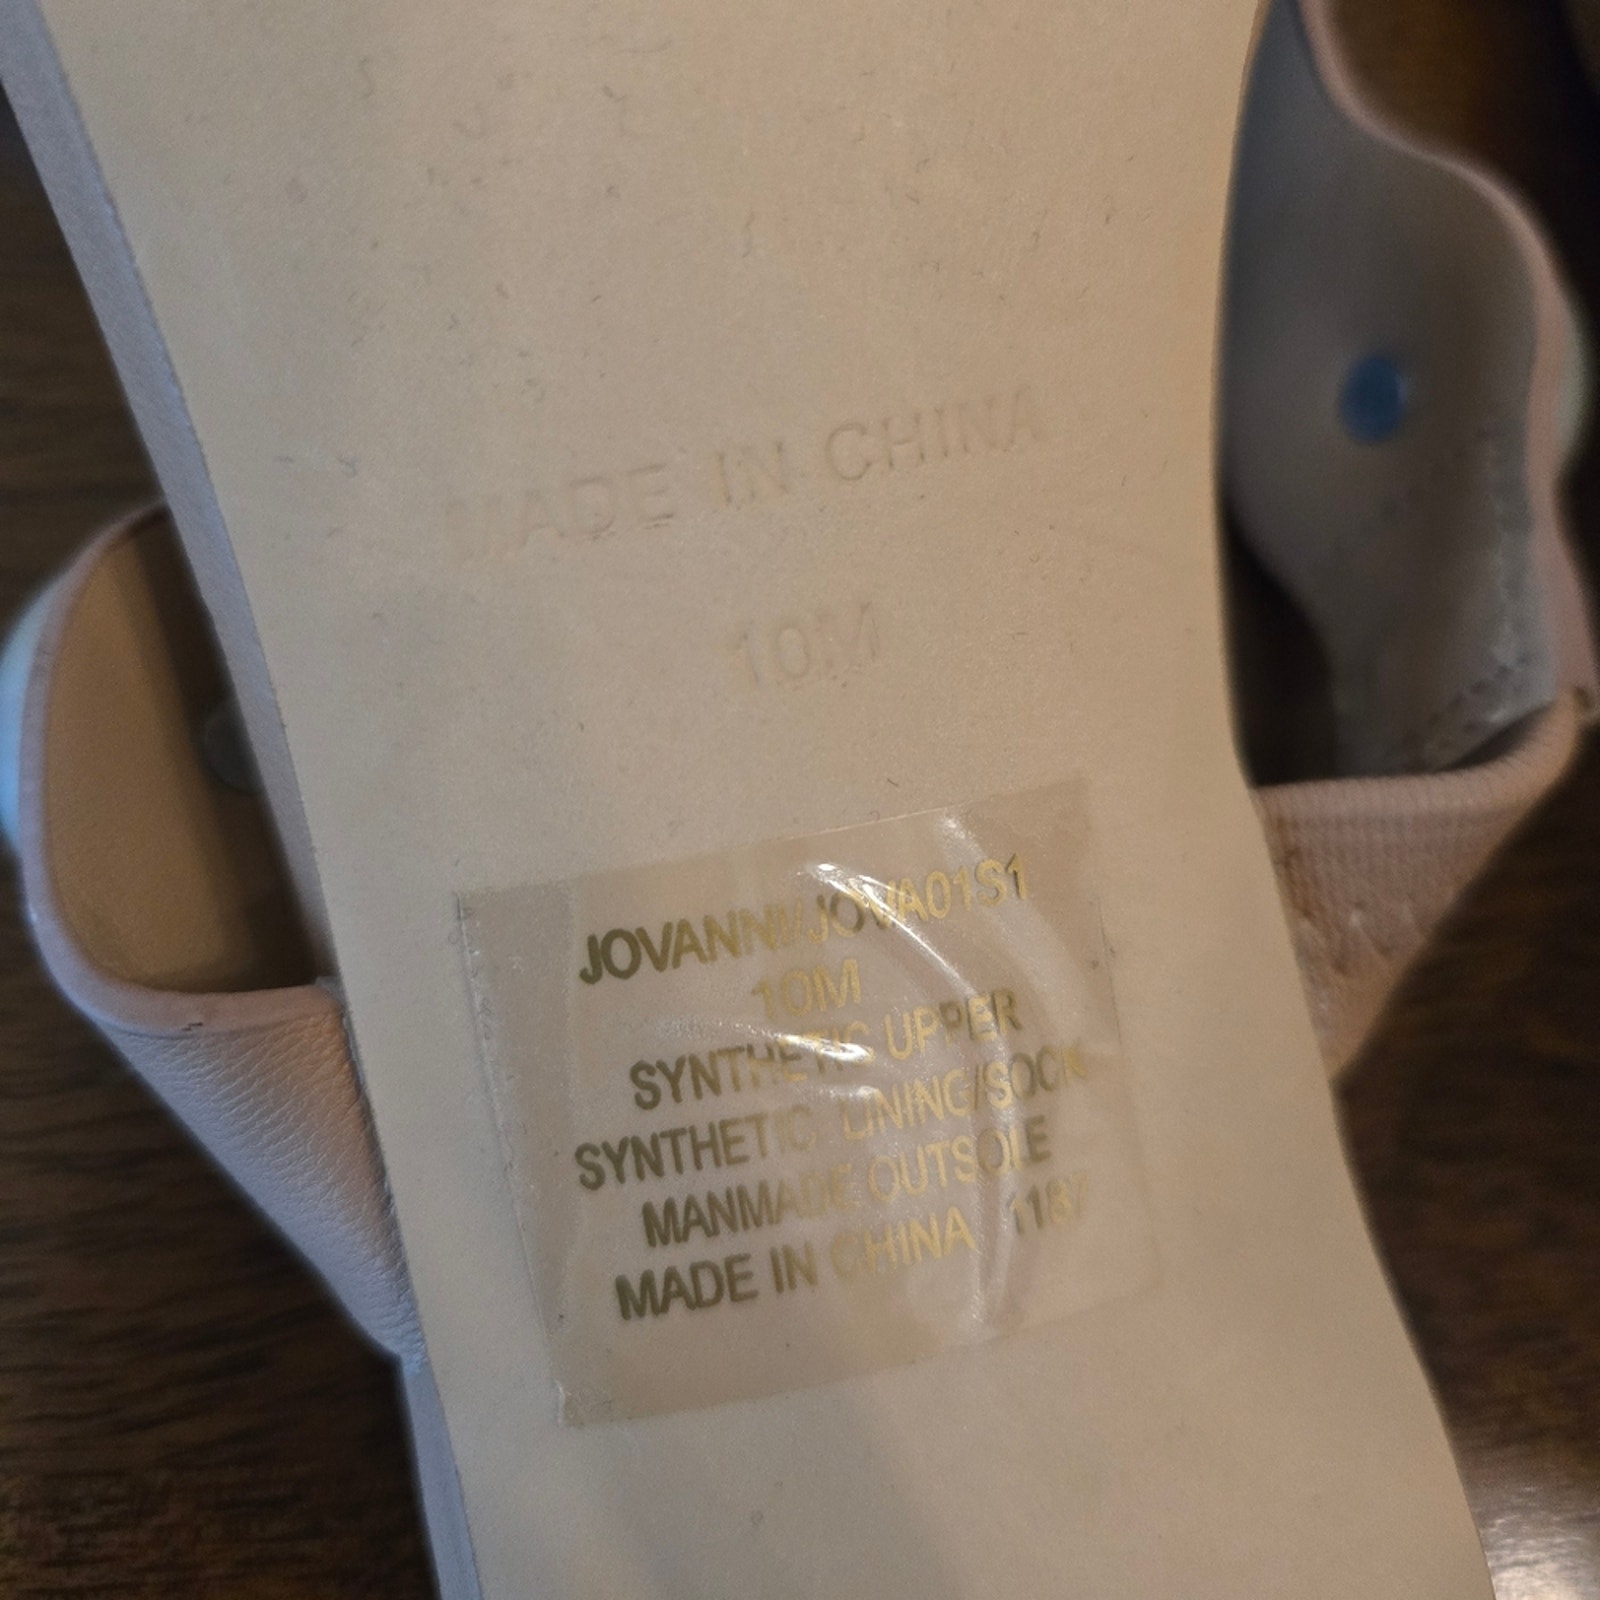 MADE IN CHINA
10M
JOVANNI/JOVA01S1
10M
SYNTHETIC UPPER
SYNTHETIC LINING/SOCK
MANMADE OUTSOLE
MADE IN CHINA 1187